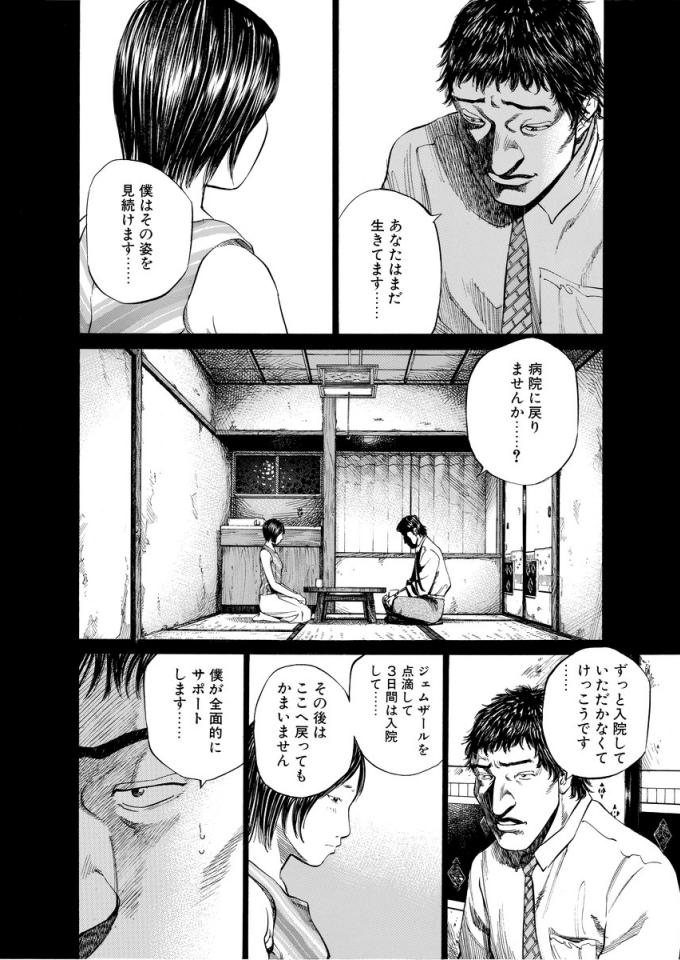 あなたはまだ
生きてます……
僕はその姿を
見続けます……
病院に戻り
ませんか……？
ずっと入院して
いただかなくて
けっこうです
……
ジェムザールを
点滴して
３日間は入院
して……
その後は
ここへ戻っても
かまいません
僕が全面的に
サポート
します……